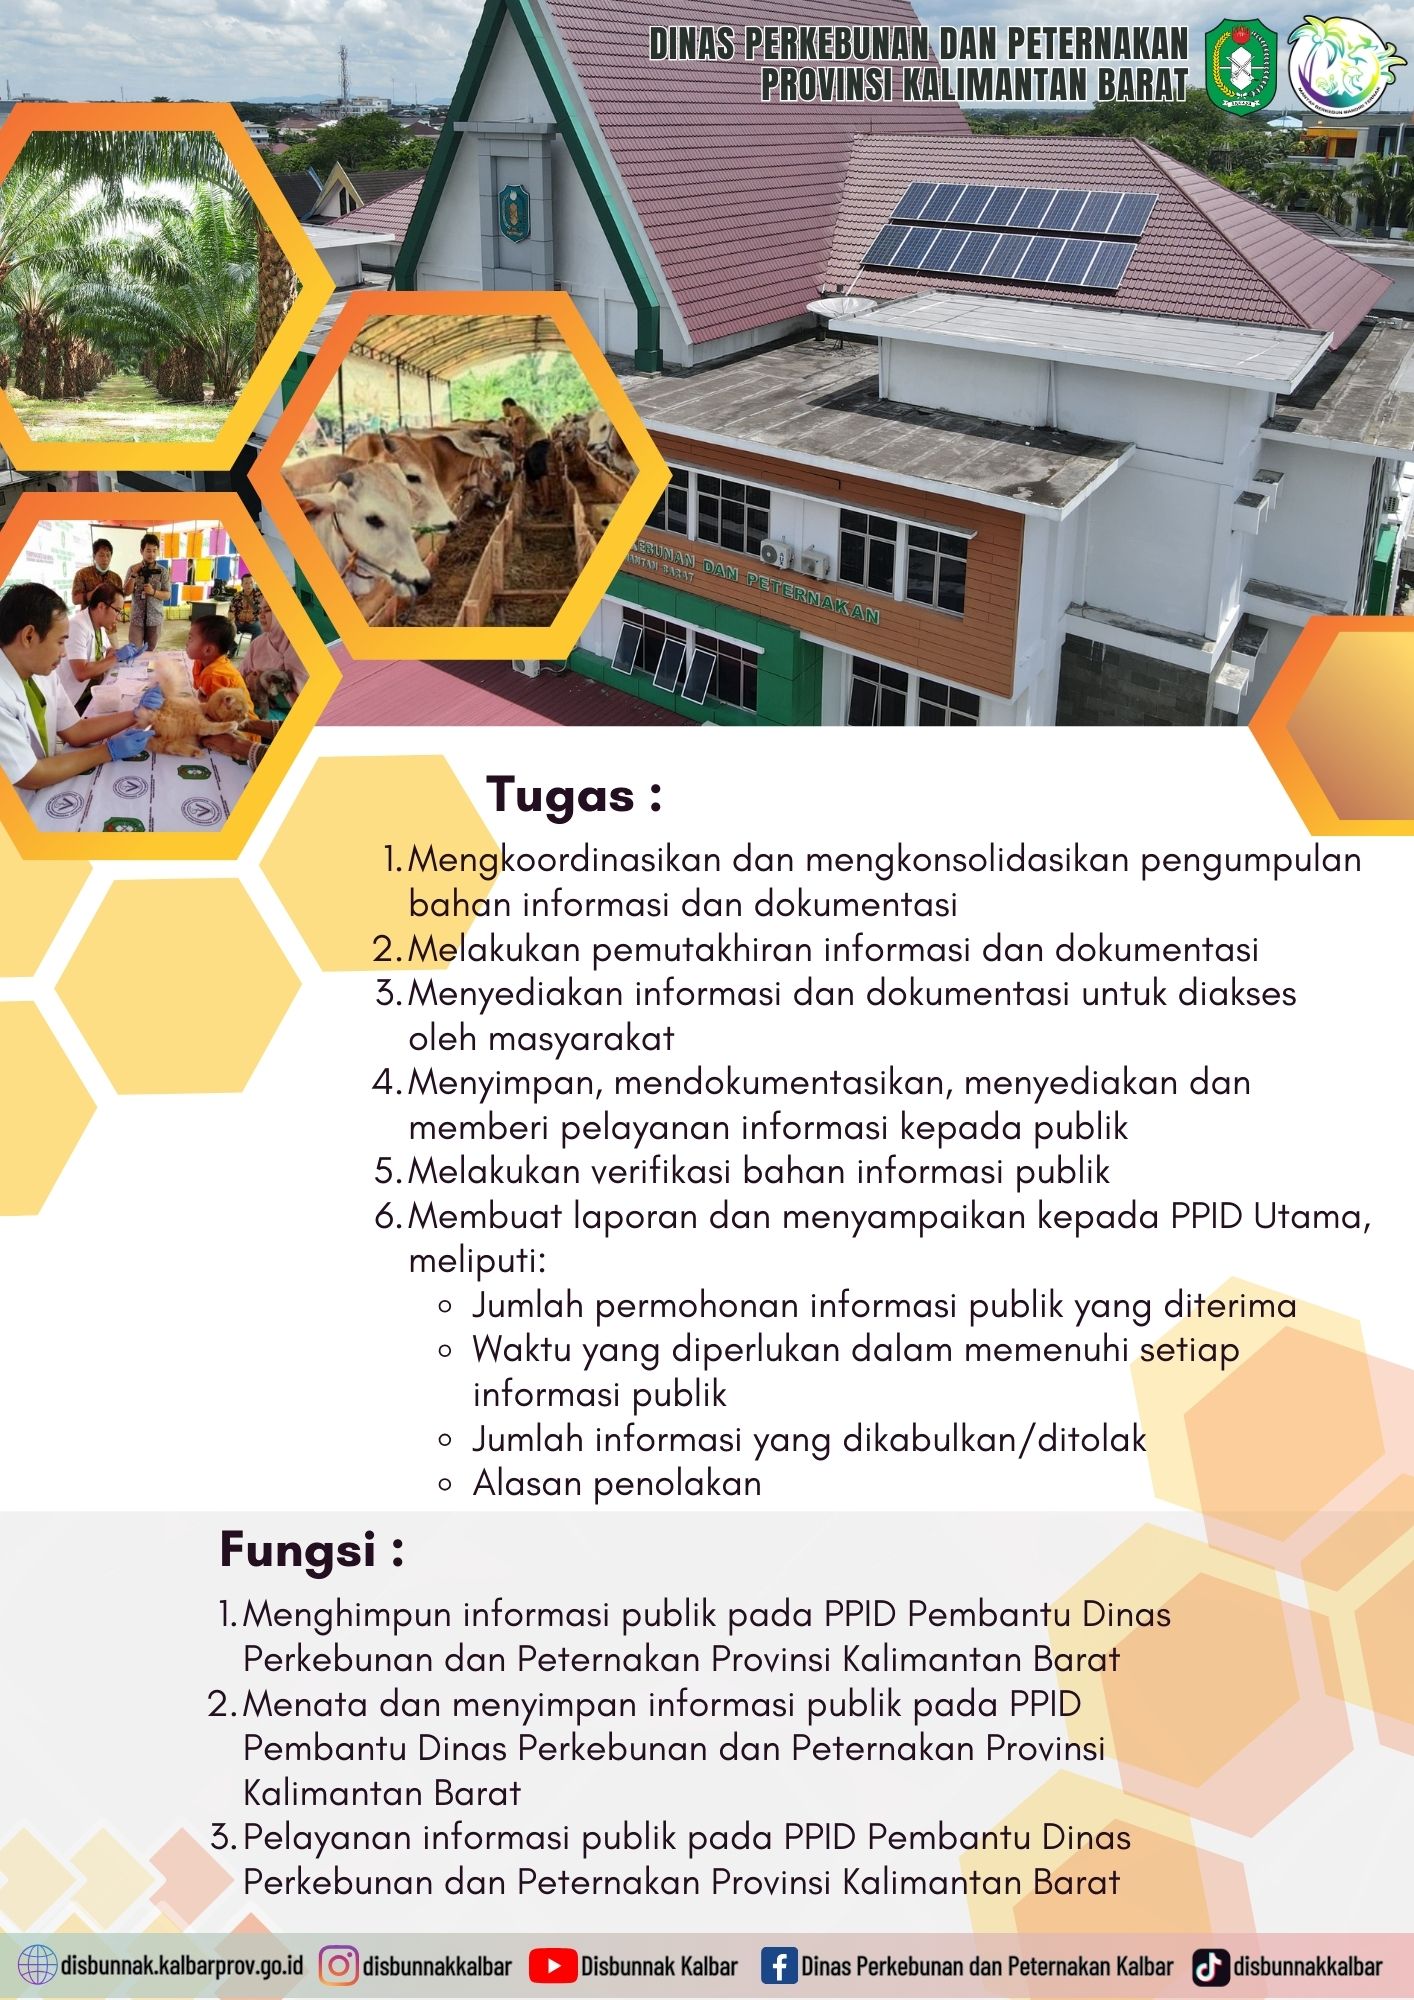 DINAS PERKEBUNAN DAN PETERNAKAN
PROVINSI KALIMANTAN BARAT
DAN PETERNAKAN
Tugas :
1. Mengkoordinasikan dan mengkonsolidasikan pengumpulan
bahan informasi dan dokumentasi
2. Melakukan pemutakhiran informasi dan dokumentasi
3. Menyediakan informasi dan dokumentasi untuk diakses
oleh masyarakat
4. Menyimpan, mendokumentasikan, menyediakan dan
memberi pelayanan informasi kepada publik
5. Melakukan verifikasi bahan informasi publik
6. Membuat laporan dan menyampaikan kepada PPID Utama,
meliputi:
Jumlah permohonan informasi publik yang diterima
Waktu yang diperlukan dalam memenuhi setiap
informasi publik
Jumlah informasi yang dikabulkan/ditolak
Alasan penolakan
Fungsi :
1. Menghimpun informasi publik pada PPID Pembantu Dinas
Perkebunan dan Peternakan Provinsi Kalimantan Barat
2. Menata dan menyimpan informasi publik pada PPID
Pembantu Dinas Perkebunan dan Peternakan Provinsi
Kalimantan Barat
3. Pelayanan informasi publik pada PPID Pembantu Dinas
Perkebunan dan Peternakan Provinsi Kalimantan Barat
disbunnak.kalbarprov.go.id disbunnakkalbar Disbunnak Kalbar Dinas Perkebunan dan Peternakan Kalbar disbunnakkalbar